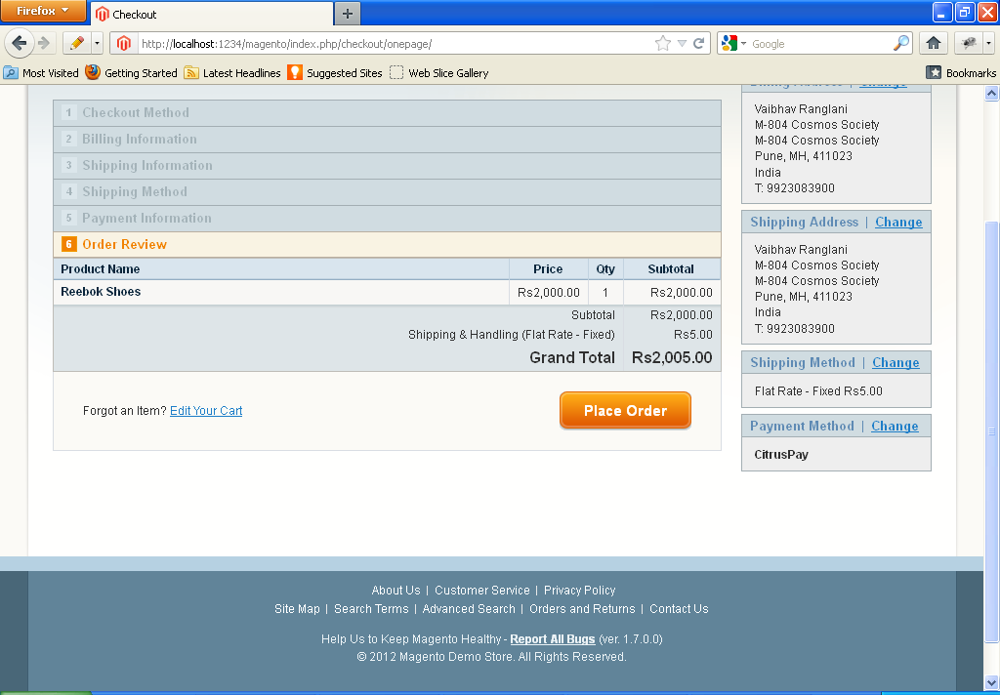 Firefox
Checkout
http://localhost:1234/magento/index.php/checkout/onepage/
Google
Most Visited
Getting Started
Latest Headlines
Suggested Sites
Web Slice Gallery
Bookmarks
1 Checkout Method
2 Billing Information
3 Shipping Information
4 Shipping Method
5 Payment Information
6 Order Review
Product Name Price Qty Subtotal
Reebok Shoes Rs2,000.00 1 Rs2,000.00
Subtotal Rs2,000.00
Shipping & Handling (Flat Rate - Fixed) Rs5.00
Grand Total Rs2,005.00
Forgot an Item? Edit Your Cart
Place Order
Billing Address | Change
Vaibhav Ranglani
M-804 Cosmos Society
M-804 Cosmos Society
Pune, MH, 411023
India
T: 9923083900
Shipping Address | Change
Vaibhav Ranglani
M-804 Cosmos Society
M-804 Cosmos Society
Pune, MH, 411023
India
T: 9923083900
Shipping Method | Change
Flat Rate - Fixed Rs5.00
Payment Method | Change
CitrusPay
About Us | Customer Service | Privacy Policy
Site Map | Search Terms | Advanced Search | Orders and Returns | Contact Us
Help Us to Keep Magento Healthy - Report All Bugs (ver. 1.7.0.0)
© 2012 Magento Demo Store. All Rights Reserved.